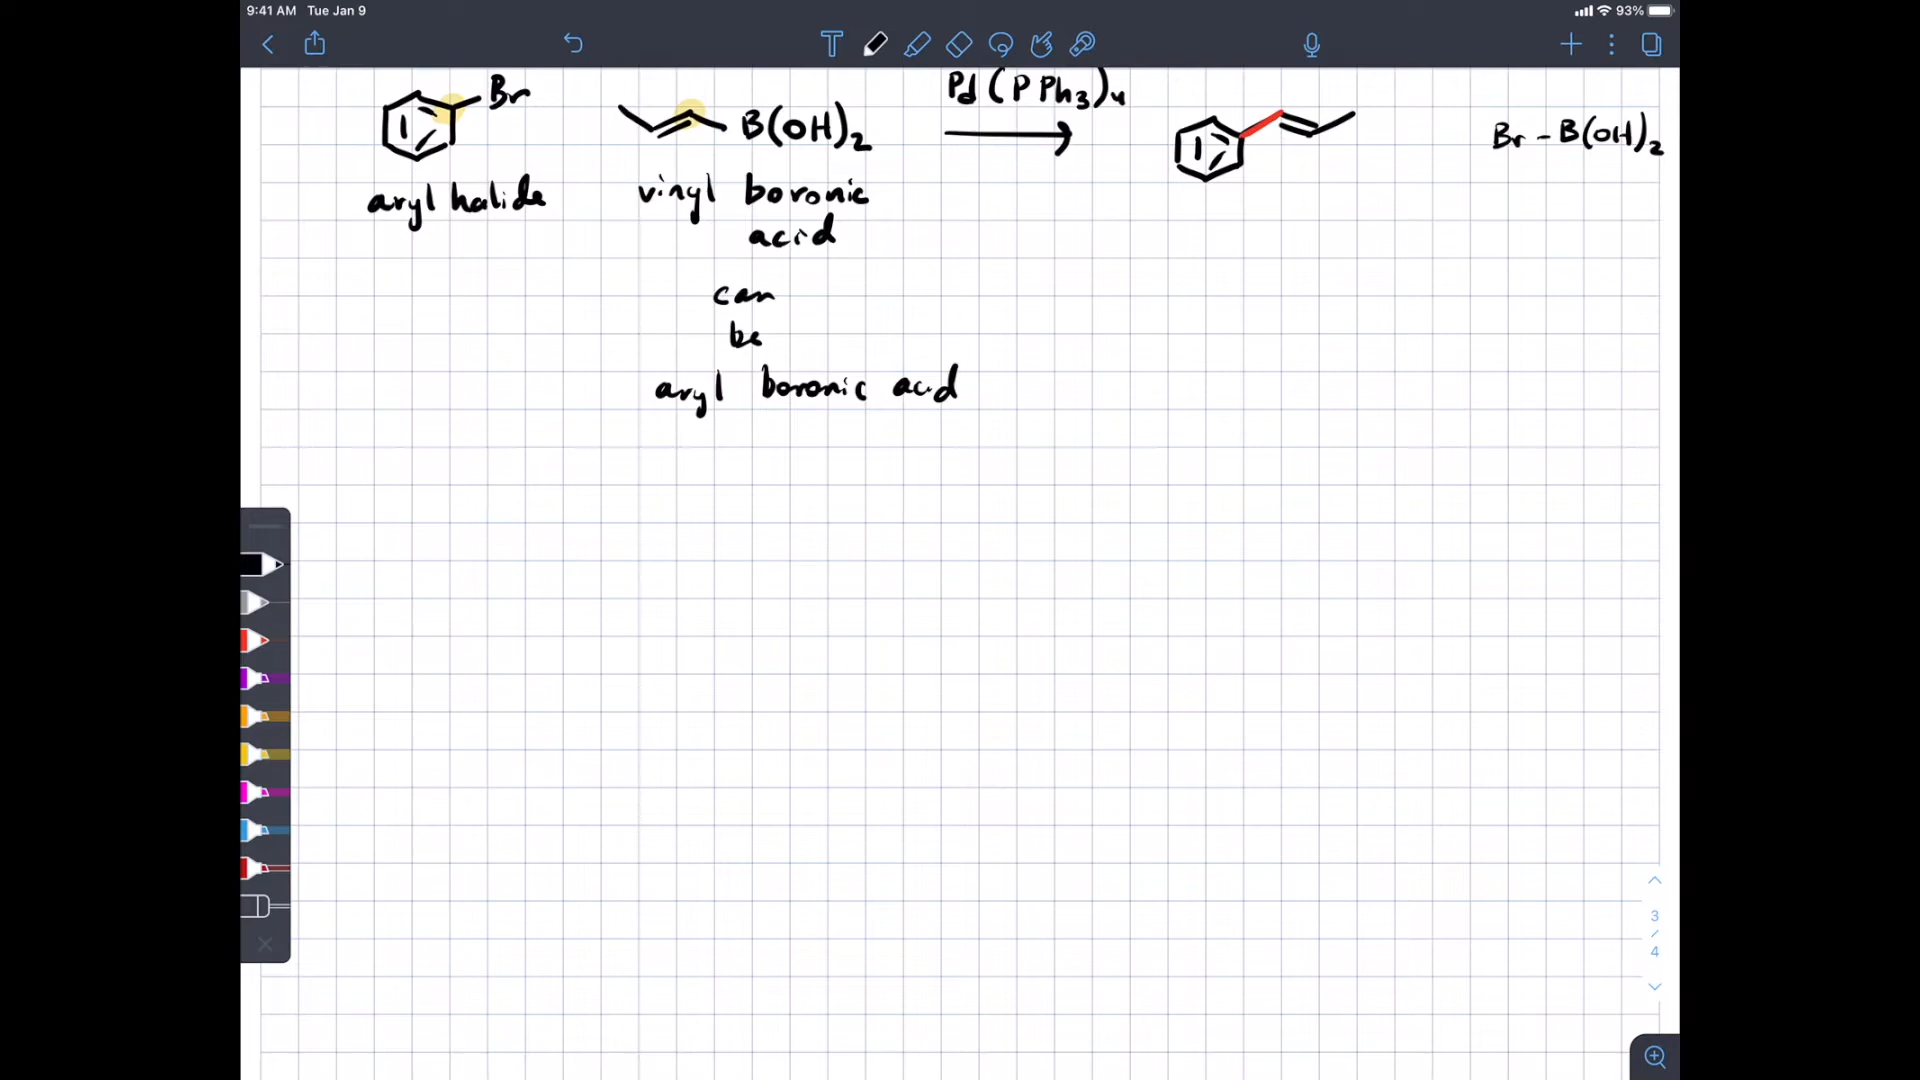 9:41 AM Tue Jan 9
93%
Br
B(OH)₂
Pd(PPh₃)₄
Br - B(OH)₂
aryl halide
vinyl boronic
acid
can
be
aryl boronic acid
3
/
4